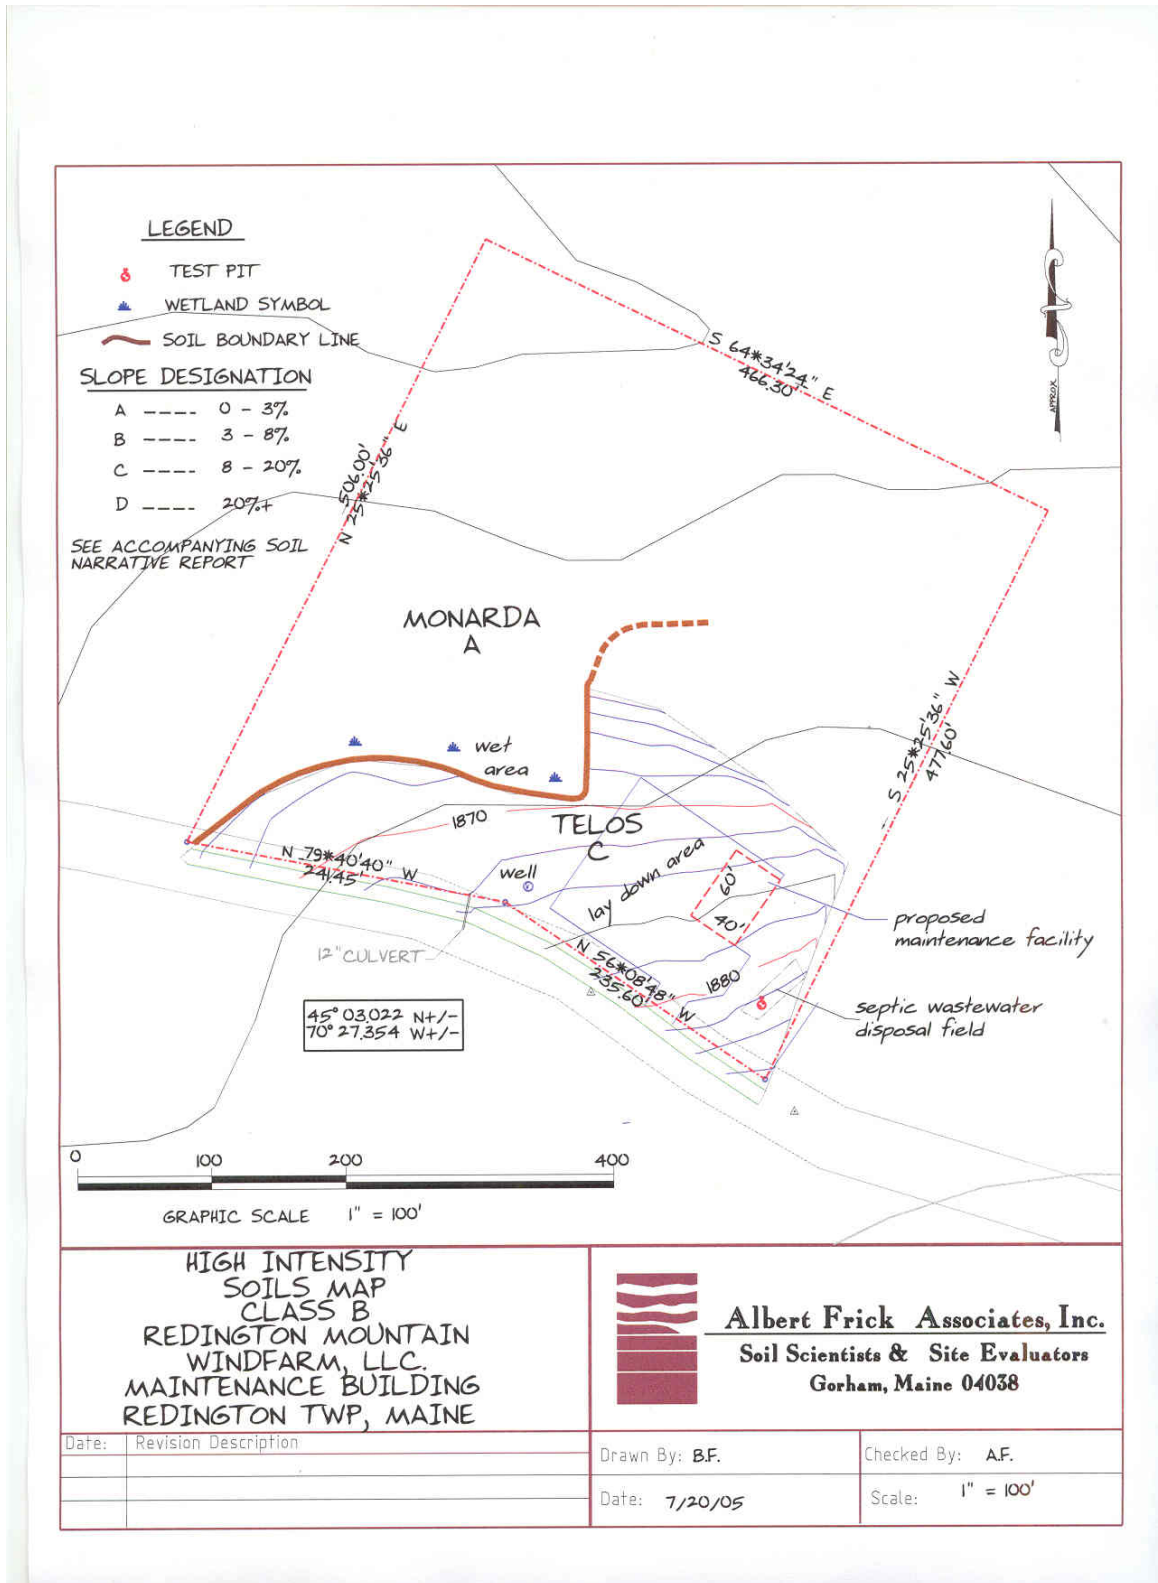 LEGEND
TEST PIT
WETLAND SYMBOL
SOIL BOUNDARY LINE
SLOPE DESIGNATION
A ---- 0 - 3%
B ---- 3 - 8%
C ---- 8 - 20%
D ---- 20%+
SEE ACCOMPANYING SOIL
NARRATIVE REPORT
506.00'
N 25*25'36" E
S 64*34'24" E
466.30'
APPROX
MONARDA
A
wet
area
S 25*25'36" W
477.60'
1870
TELOS
C
N 79*40'40" W
241.45'
well
lay down area
60'
40'
proposed
maintenance facility
12" CULVERT
N 56*08'48" W
235.60'
1880
septic wastewater
disposal field
45° 03.022 N+/-
70° 27.354 W+/-
0 100 200 400
GRAPHIC SCALE 1" = 100'
HIGH INTENSITY
SOILS MAP
CLASS B
REDINGTON MOUNTAIN
WINDFARM, LLC.
MAINTENANCE BUILDING
REDINGTON TWP, MAINE
Albert Frick Associates, Inc.
Soil Scientists & Site Evaluators
Gorham, Maine 04038
Date: Revision Description
Drawn By: B.F.
Checked By: A.F.
Date: 7/20/05
Scale: 1" = 100'